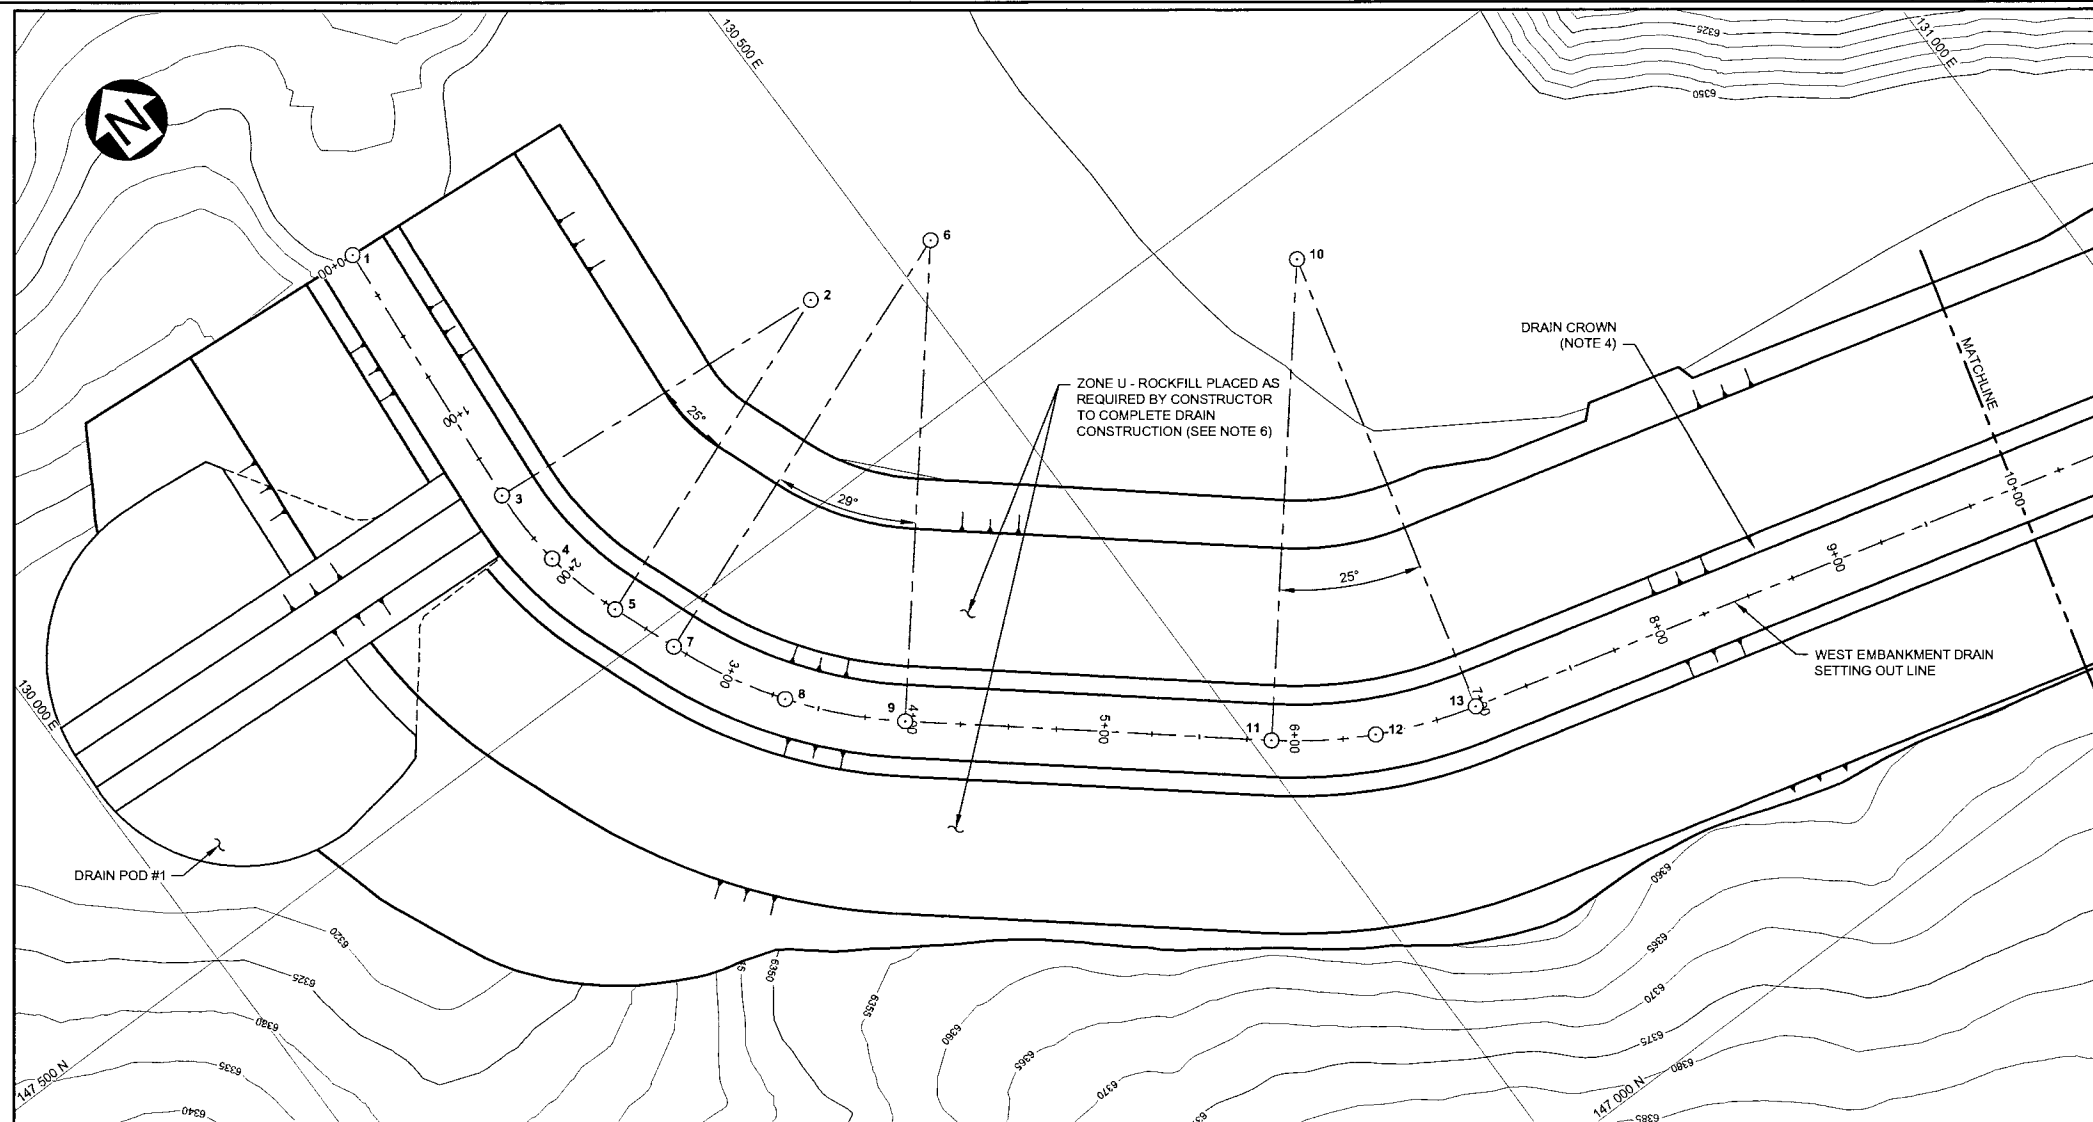 130 500 E
131 000 E
6325
6350
N
0+00
1
6
2
10
DRAIN CROWN
(NOTE 4)
MATCHLINE
ZONE U - ROCKFILL PLACED AS
REQUIRED BY CONSTRUCTOR
TO COMPLETE DRAIN
CONSTRUCTION (SEE NOTE 6)
25°
1+00
3
29°
10+00
4
2+00
5
7
25°
9+00
8+00
3+00
8
9
4+00
5+00
11
6+00
12
13
7+00
WEST EMBANKMENT DRAIN
SETTING OUT LINE
130 000 E
DRAIN POD #1
6320
6325
6330
6335
6340
147 500 N
45
6350
6355
6360
6365
6370
6360
6365
6370
6375
6380
6385
147 000 N